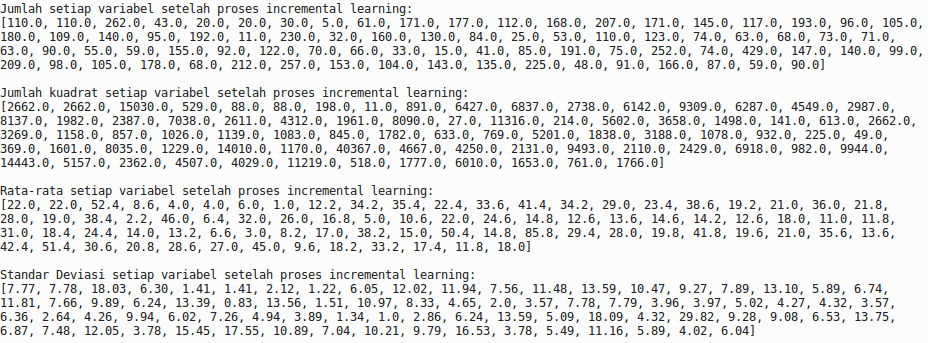 Jumlah setiap variabel setelah proses incremental learning:
[110.0, 110.0, 262.0, 43.0, 20.0, 20.0, 30.0, 5.0, 61.0, 171.0, 177.0, 112.0, 168.0, 207.0, 171.0, 145.0, 117.0, 193.0, 96.0, 105.0,
180.0, 109.0, 140.0, 95.0, 192.0, 11.0, 230.0, 32.0, 160.0, 130.0, 84.0, 25.0, 53.0, 110.0, 123.0, 74.0, 63.0, 68.0, 73.0, 71.0,
63.0, 90.0, 55.0, 59.0, 155.0, 92.0, 122.0, 70.0, 66.0, 33.0, 15.0, 41.0, 85.0, 191.0, 75.0, 252.0, 74.0, 429.0, 147.0, 140.0, 99.0,
209.0, 98.0, 105.0, 178.0, 68.0, 212.0, 257.0, 153.0, 104.0, 143.0, 135.0, 225.0, 48.0, 91.0, 166.0, 87.0, 59.0, 90.0]
Jumlah kuadrat setiap variabel setelah proses incremental learning:
[2662.0, 2662.0, 15030.0, 529.0, 88.0, 88.0, 198.0, 11.0, 891.0, 6427.0, 6837.0, 2738.0, 6142.0, 9309.0, 6287.0, 4549.0, 2987.0,
8137.0, 1982.0, 2387.0, 7038.0, 2611.0, 4312.0, 1961.0, 8090.0, 27.0, 11316.0, 214.0, 5602.0, 3658.0, 1498.0, 141.0, 613.0, 2662.0,
3269.0, 1158.0, 857.0, 1026.0, 1139.0, 1083.0, 845.0, 1782.0, 633.0, 769.0, 5201.0, 1838.0, 3188.0, 1078.0, 932.0, 225.0, 49.0,
369.0, 1601.0, 8035.0, 1229.0, 14010.0, 1170.0, 40367.0, 4667.0, 4250.0, 2131.0, 9493.0, 2110.0, 2429.0, 6918.0, 982.0, 9944.0,
14443.0, 5157.0, 2362.0, 4507.0, 4029.0, 11219.0, 518.0, 1777.0, 6010.0, 1653.0, 761.0, 1766.0]
Rata-rata setiap variabel setelah proses incremental learning:
[22.0, 22.0, 52.4, 8.6, 4.0, 4.0, 6.0, 1.0, 12.2, 34.2, 35.4, 22.4, 33.6, 41.4, 34.2, 29.0, 23.4, 38.6, 19.2, 21.0, 36.0, 21.8,
28.0, 19.0, 38.4, 2.2, 46.0, 6.4, 32.0, 26.0, 16.8, 5.0, 10.6, 22.0, 24.6, 14.8, 12.6, 13.6, 14.6, 14.2, 12.6, 18.0, 11.0, 11.8,
31.0, 18.4, 24.4, 14.0, 13.2, 6.6, 3.0, 8.2, 17.0, 38.2, 15.0, 50.4, 14.8, 85.8, 29.4, 28.0, 19.8, 41.8, 19.6, 21.0, 35.6, 13.6,
42.4, 51.4, 30.6, 20.8, 28.6, 27.0, 45.0, 9.6, 18.2, 33.2, 17.4, 11.8, 18.0]
Standar Deviasi setiap variabel setelah proses incremental learning:
[7.77, 7.78, 18.03, 6.30, 1.41, 1.41, 2.12, 1.22, 6.05, 12.02, 11.94, 7.56, 11.48, 13.59, 10.47, 9.27, 7.89, 13.10, 5.89, 6.74,
11.81, 7.66, 9.89, 6.24, 13.39, 0.83, 13.56, 1.51, 10.97, 8.33, 4.65, 2.0, 3.57, 7.78, 7.79, 3.96, 3.97, 5.02, 4.27, 4.32, 3.57,
6.36, 2.64, 4.26, 9.94, 6.02, 7.26, 4.94, 3.89, 1.34, 1.0, 2.86, 6.24, 13.59, 5.09, 18.09, 4.32, 29.82, 9.28, 9.08, 6.53, 13.75,
6.87, 7.48, 12.05, 3.78, 15.45, 17.55, 10.89, 7.04, 10.21, 9.79, 16.53, 3.78, 5.49, 11.16, 5.89, 4.02, 6.04]